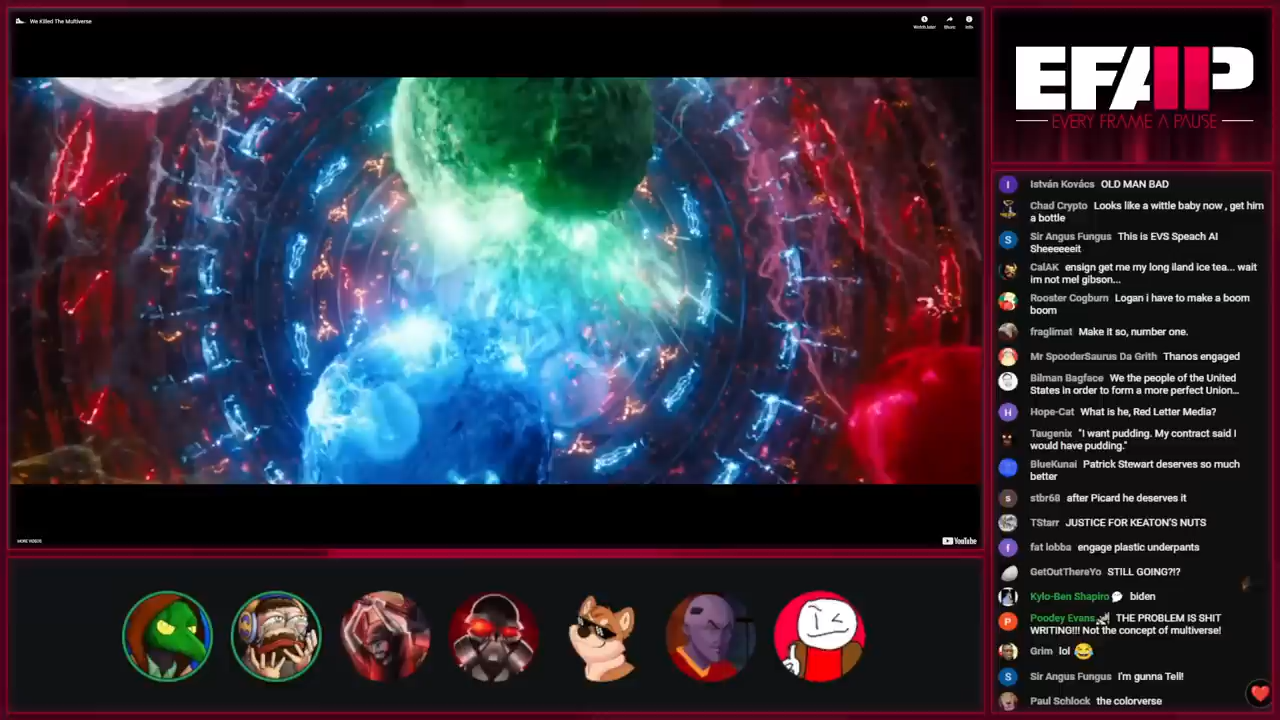 We Killed The Multiverse
Watch Later
Share
Info
MORE VIDEOS
YouTube
EFAP
EVERY FRAME A PAUSE
István Kovács OLD MAN BAD
Chad Crypto Looks like a wittle baby now , get him
a bottle
Sir Angus Fungus This is EVS Speach AI
Sheeeeeeit
CalAK ensign get me my long iland ice tea... wait
im not mel gibson...
Rooster Cogburn Logan i have to make a boom
boom
fraglimat Make it so, number one.
Mr SpooderSaurus Da Grith Thanos engaged
Bilman Bagface We the people of the United
States in order to form a more perfect Union...
Hope-Cat What is he, Red Letter Media?
Taugenix "I want pudding. My contract said I
would have pudding."
BlueKunai Patrick Stewart deserves so much
better
stbr68 after Picard he deserves it
TStarr JUSTICE FOR KEATON'S NUTS
fat lobba engage plastic underpants
GetOutThereYo STILL GOING?!?
Kylo-Ben Shapiro biden
Poodey Evans THE PROBLEM IS SHIT
WRITING!!! Not the concept of multiverse!
Grim lol
Sir Angus Fungus i'm gunna Tell!
Paul Schlock the colorverse